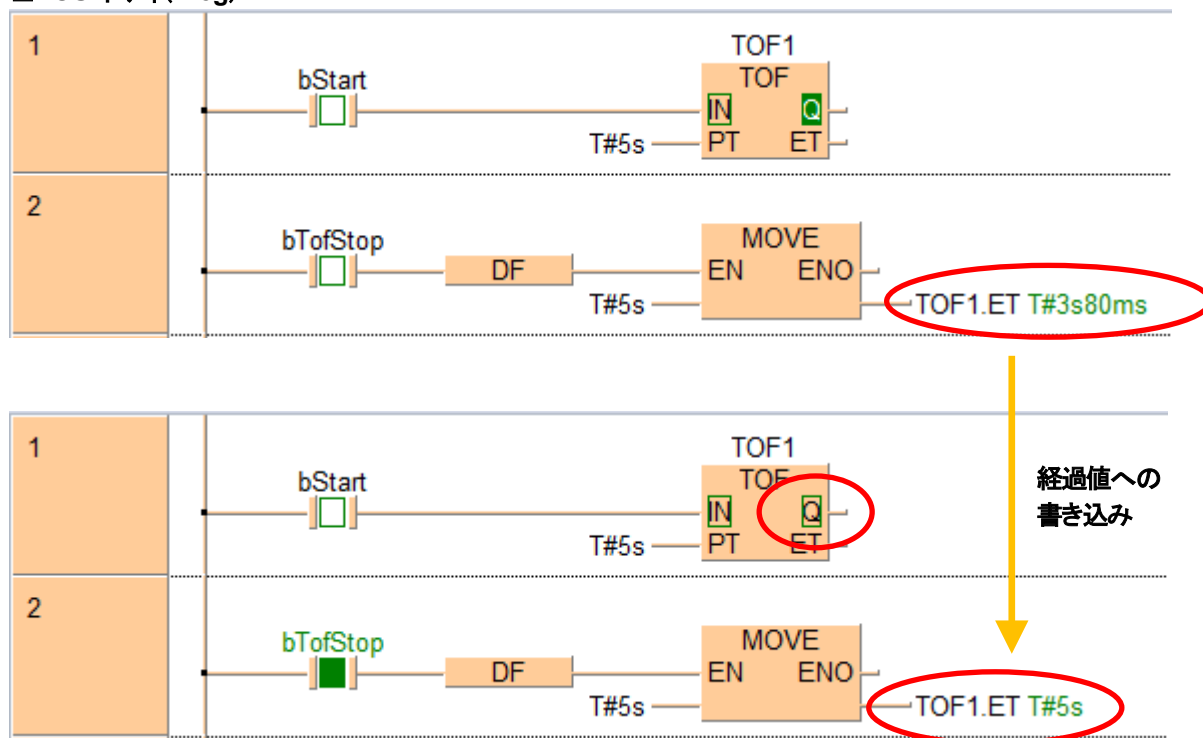 1
TOF1
bStart
TOF
IN Q
T#5s PT ET
2
bTofStop
MOVE
DF
EN ENO
T#5s
TOF1.ET T#3s80ms
1
TOF1
bStart
TOF
IN Q
T#5s PT ET
経過値への
書き込み
2
bTofStop
MOVE
DF
EN ENO
T#5s
TOF1.ET T#5s